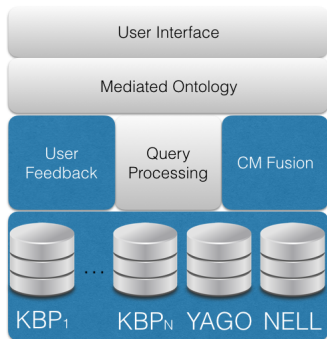 User Interface
Mediated Ontology
User
Feedback
Query
Processing
CM Fusion
...
KBP₁
KBPN
YAGO
NELL